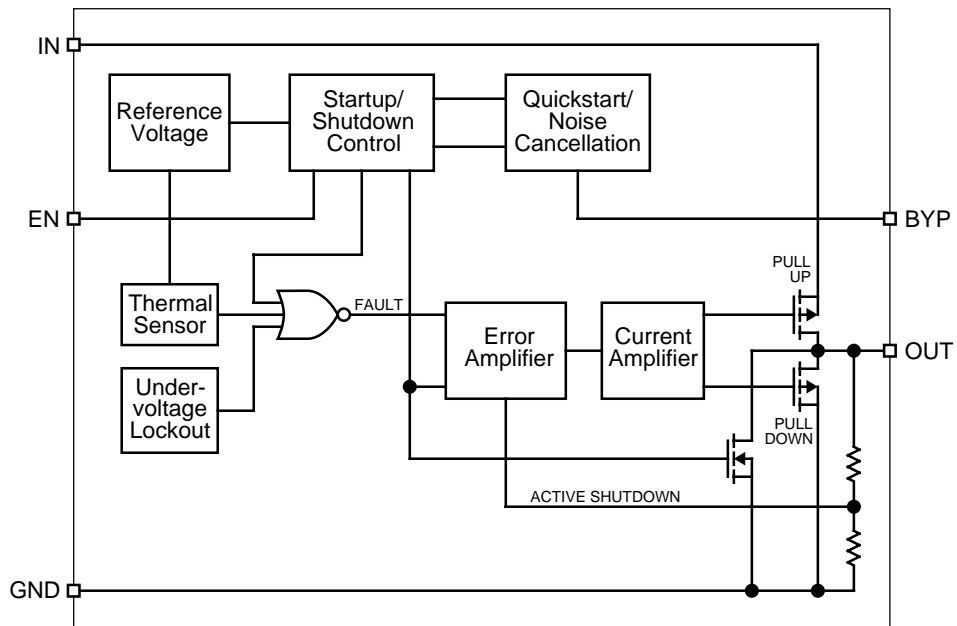 IN
Reference
Voltage
Startup/
Shutdown
Control
Quickstart/
Noise
Cancellation
EN
BYP
PULL
UP
Thermal
Sensor
FAULT
Error
Amplifier
Current
Amplifier
OUT
Under-
voltage
Lockout
PULL
DOWN
ACTIVE SHUTDOWN
GND